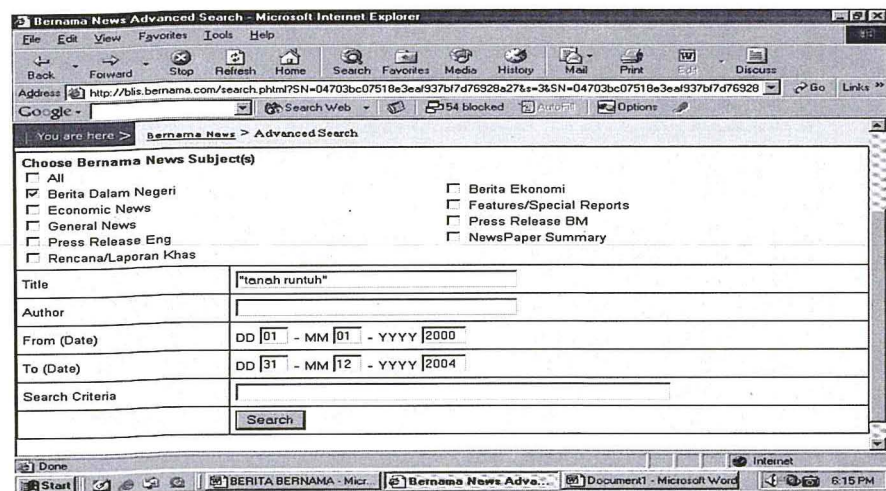 Bernama News Advanced Search - Microsoft Internet Explorer
File Edit View Favorites Tools Help
Back Forward Stop Refresh Home Search Favorites Media History Mail Print Edit Discuss
Address http://blis.bernama.com/search.phtml?SN=04703bc07518e3eaf937bf7d76928a27&s=3&SN=04703bc07518e3eaf937bf7d76928 Go Links »
Google - Search Web 54 blocked AutoFill Options
You are here > Bernama News > Advanced Search
Choose Bernama News Subject(s)
All
Berita Dalam Negeri Berita Ekonomi
Economic News Features/Special Reports
General News Press Release BM
Press Release Eng NewsPaper Summary
Rencana/Laporan Khas
Title "tanah runtuh"
Author
From (Date) DD 01 - MM 01 - YYYY 2000
To (Date) DD 31 - MM 12 - YYYY 2004
Search Criteria
Search
Done Internet
Start BERITA BERNAMA - Micr... Bernama News Adva... Document1 - Microsoft Word 6:15 PM